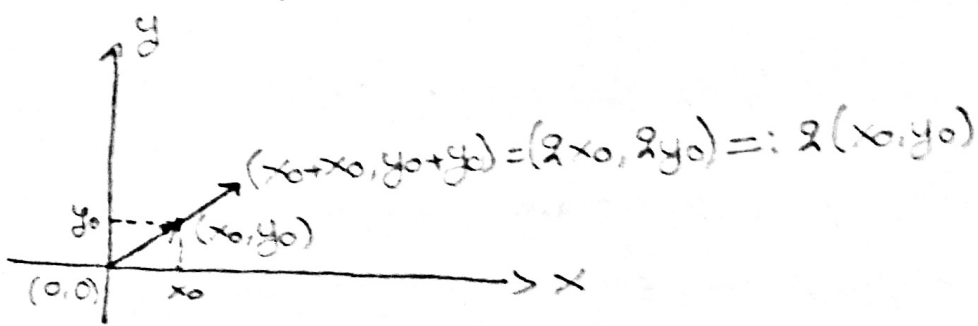 y
(x₀+x₀, y₀+y₀) = (2x₀, 2y₀) =: 2(x₀, y₀)
y₀
(x₀, y₀)
x
(0,0)
x₀